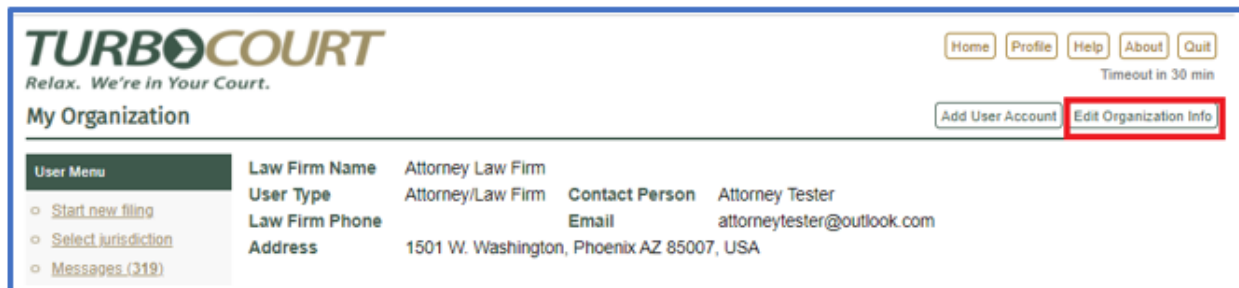 TURBOCOURT
Relax. We're in Your Court.
Home Profile Help About Quit
Timeout in 30 min
My Organization
Add User Account Edit Organization Info
User Menu
Start new filing
Select jurisdiction
Messages (319)
Law Firm Name Attorney Law Firm
User Type Attorney/Law Firm Contact Person Attorney Tester
Law Firm Phone Email attorneytester@outlook.com
Address 1501 W. Washington, Phoenix AZ 85007, USA